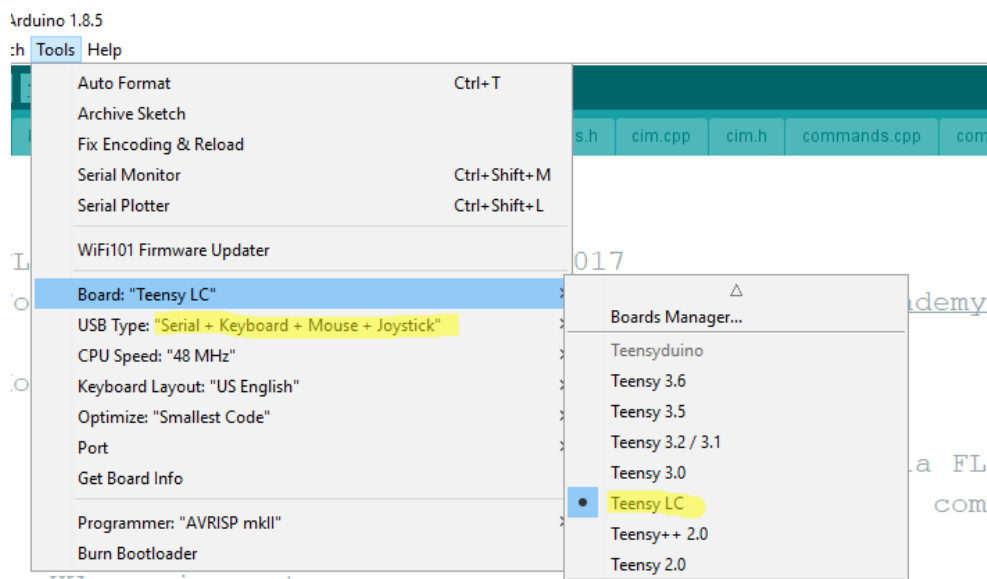 Arduino 1.8.5
ch Tools Help
Auto Format Ctrl+T
Archive Sketch
Fix Encoding & Reload
Serial Monitor Ctrl+Shift+M
Serial Plotter Ctrl+Shift+L
WiFi101 Firmware Updater
Board: "Teensy LC"
USB Type: "Serial + Keyboard + Mouse + Joystick"
CPU Speed: "48 MHz"
Keyboard Layout: "US English"
Optimize: "Smallest Code"
Port
Get Board Info
Programmer: "AVRISP mkII"
Burn Bootloader
s.h cim.cpp cim.h commands.cpp com
FL 017
fo ademy
a FL
com
Boards Manager...
Teensyduino
Teensy 3.6
Teensy 3.5
Teensy 3.2 / 3.1
Teensy 3.0
Teensy LC
Teensy++ 2.0
Teensy 2.0